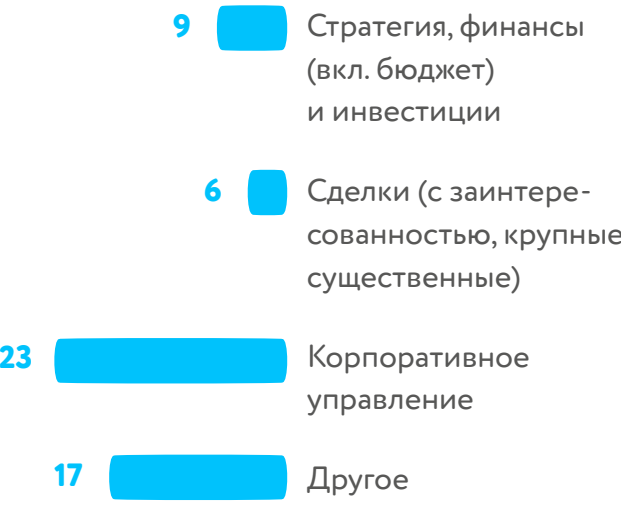 9 Стратегия, финансы
(вкл. бюджет)
и инвестиции
6 Сделки (с заинтере-
сованностью, крупные
существенные)
23 Корпоративное
управление
17 Другое